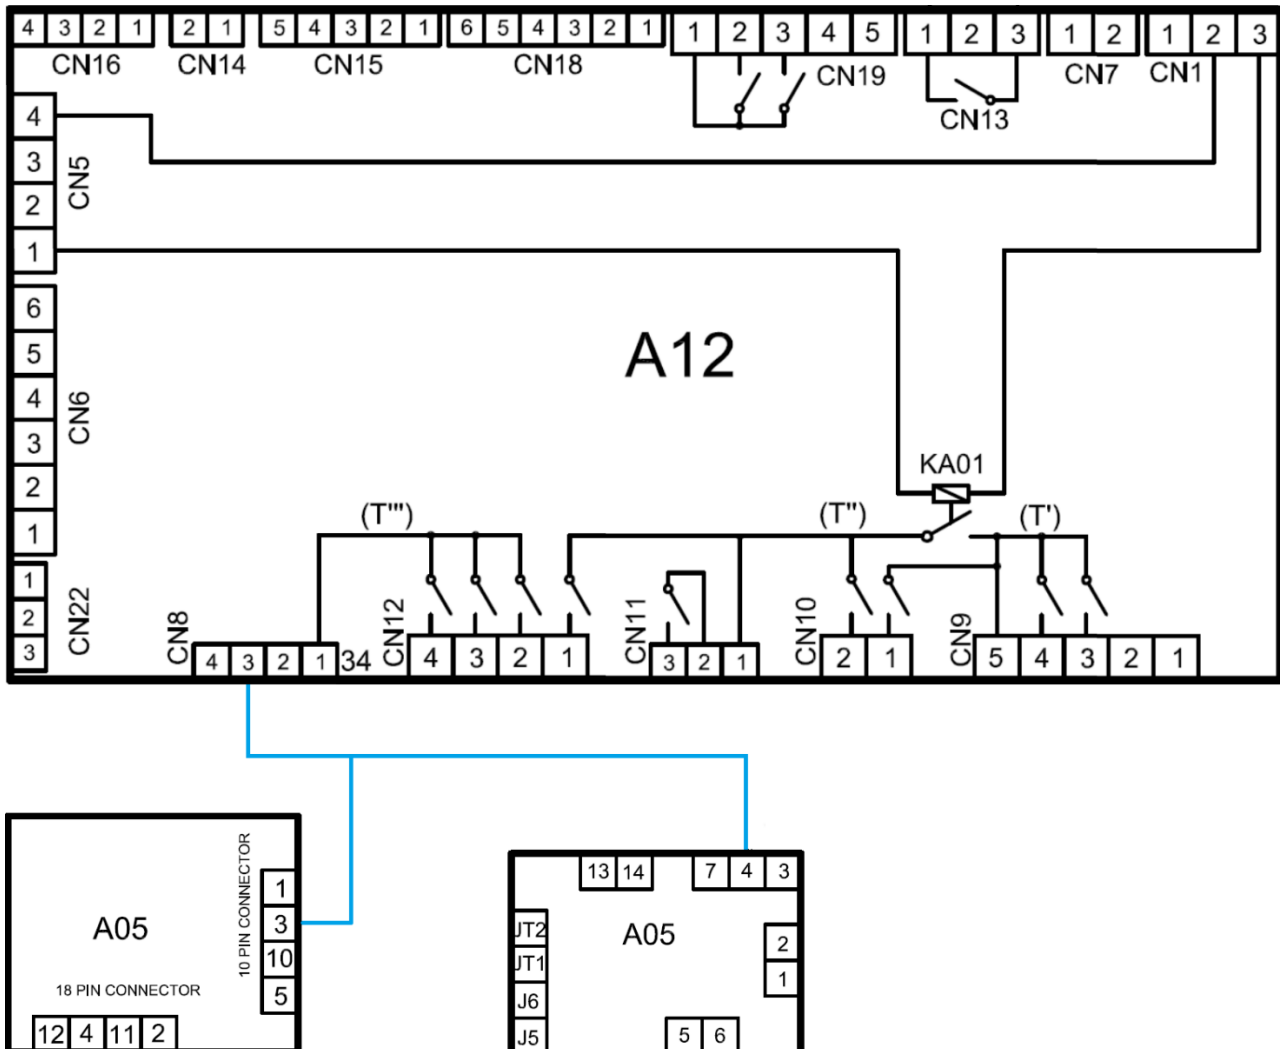 4 3 2 1 2 1 5 4 3 2 1 6 5 4 3 2 1 1 2 3 4 5 1 2 3 1 2 1 2 3
CN16 CN14 CN15 CN18 CN19 CN13 CN7 CN1
4
3
2
1
CN5
6
5
4
3
2
1
CN6
A12
KA01
(T''') (T'') (T')
1
2
3
CN22
CN8
4 3 2 1 34
CN12
4 3 2 1
CN11
3 2 1
CN10
2 1
CN9
5 4 3 2 1
A05
10 PIN CONNECTOR
1
3
10
5
18 PIN CONNECTOR
12 4 11 2
13 14 7 4 3
JT2
JT1
J6
J5
A05
2
1
5 6